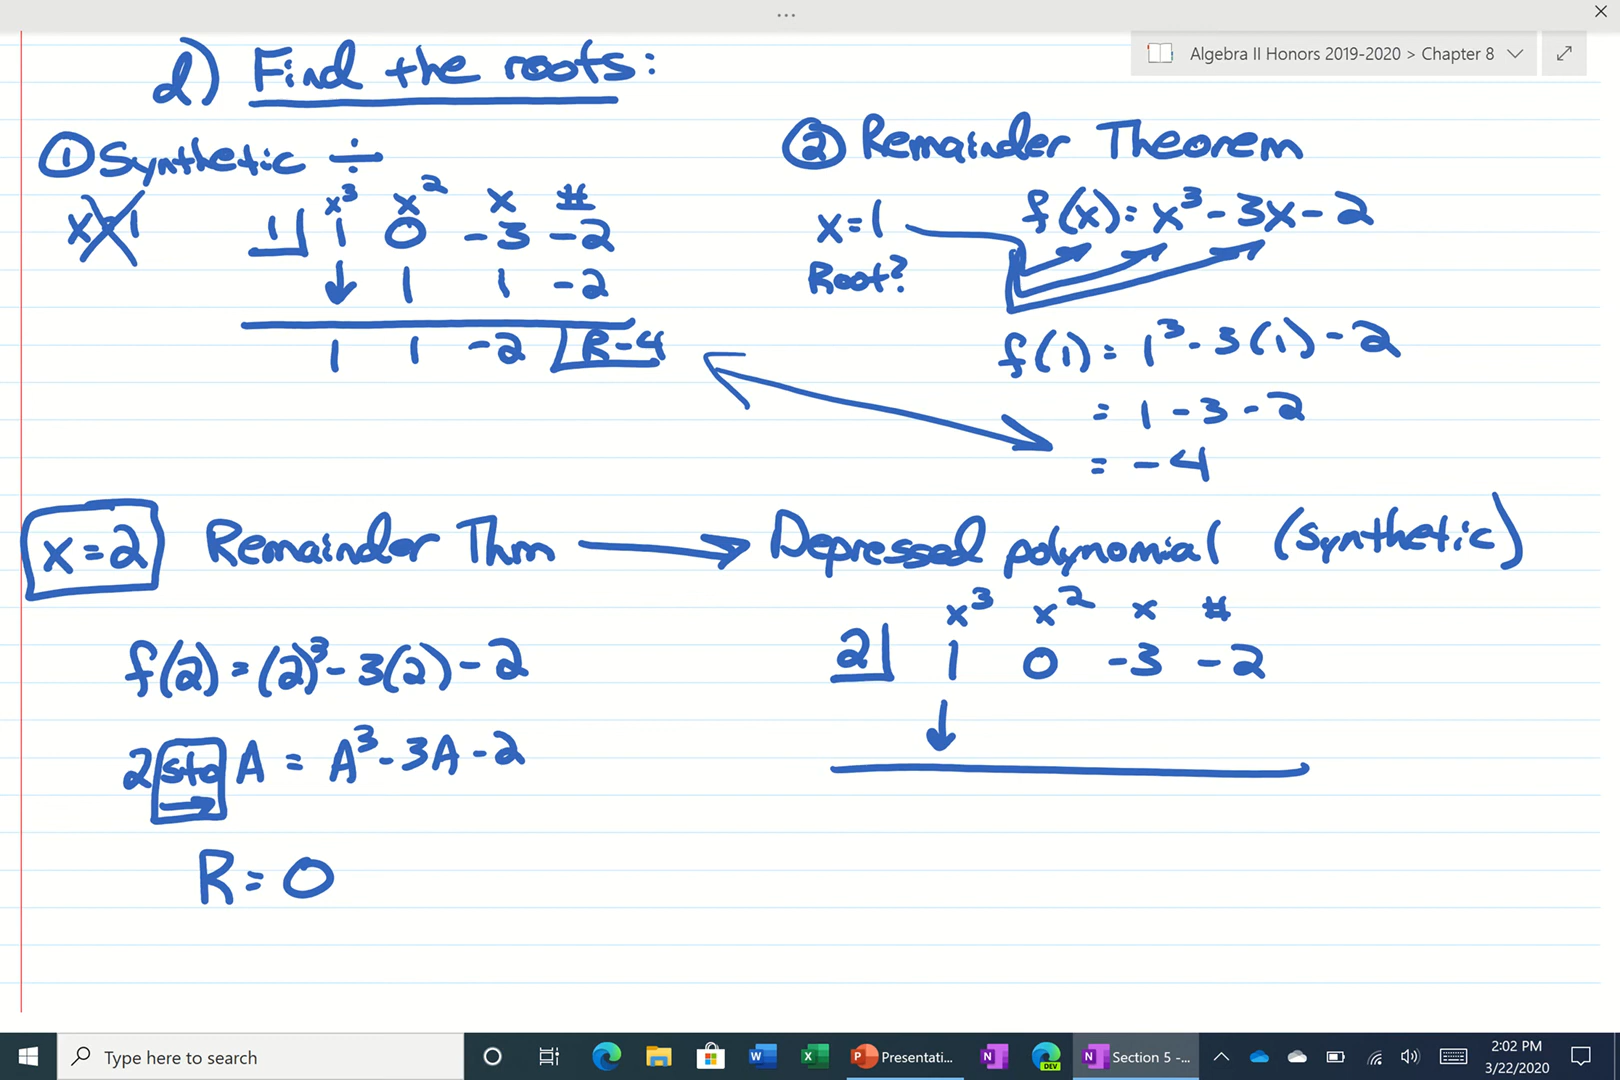 ...
Algebra II Honors 2019-2020 > Chapter 8
d) Find the roots:
① Synthetic ÷
x=1
x³ x² x #
1| 1 0 -3 -2
↓ 1 1 -2
1 1 -2 R-4
② Remainder Theorem
x=1
Root?
f(x)= x³-3x-2
f(1)= 1³-3(1)-2
= 1-3-2
= -4
x=2 Remainder Thm → Depressed polynomial (synthetic)
f(2)=(2)³-3(2)-2
2 sto→ A = A³-3A-2
R=0
x³ x² x #
2| 1 0 -3 -2
↓
Type here to search
W
X
P Presentati...
N
DEV
N Section 5 -...
2:02 PM
3/22/2020